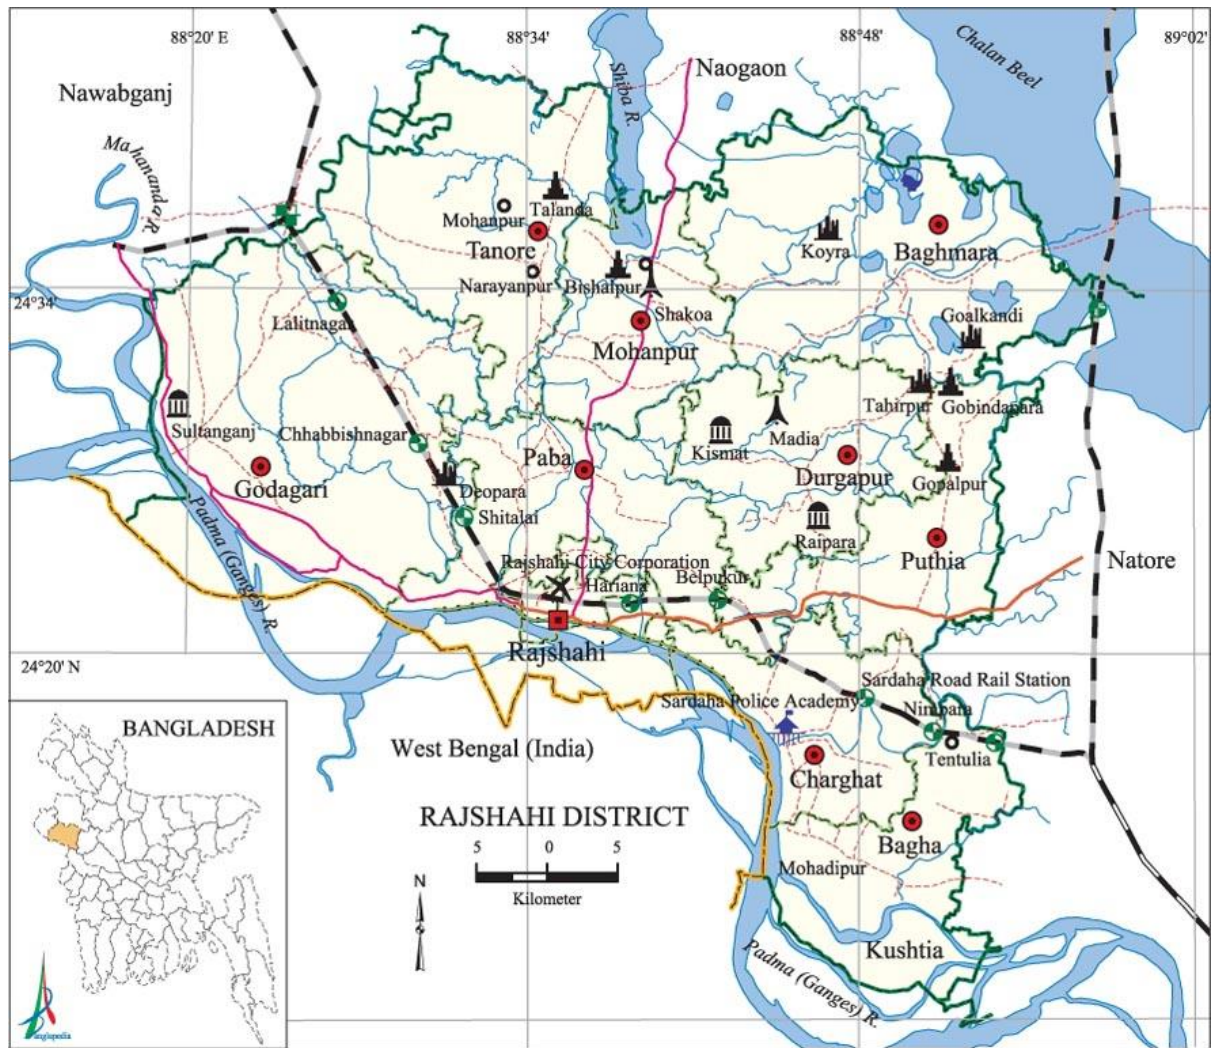 88°20' E
88°34'
88°48'
89°02'
Nawabganj
Naogaon
Shiba R.
Chalan Beel
Mahananda R.
Mohanpur
Talanda
Tanore
Koyra
Baghmara
Narayanpur
Bishalpur
24°34'
Lalitnagar
Shakoa
Goalkandi
Mohanpur
Tahirpur
Gobindapara
Sultanganj
Chhabbishnagar
Paba
Kismat
Madia
Durgapur
Godagari
Deopara
Gopalpur
Shitalai
Padma (Ganges) R.
Raipara
Puthia
Natore
Rajshahi City Corporation
Hariana
Belpukur
Rajshahi
24°20' N
Sardaha Road Rail Station
Sardaha Police Academy
Nimpara
Tentulia
BANGLADESH
West Bengal (India)
Charghat
RAJSHAHI DISTRICT
Bagha
5
0
5
Kilometer
Mohadipur
N
Kushtia
Padma (Ganges) R.
Banglapedia